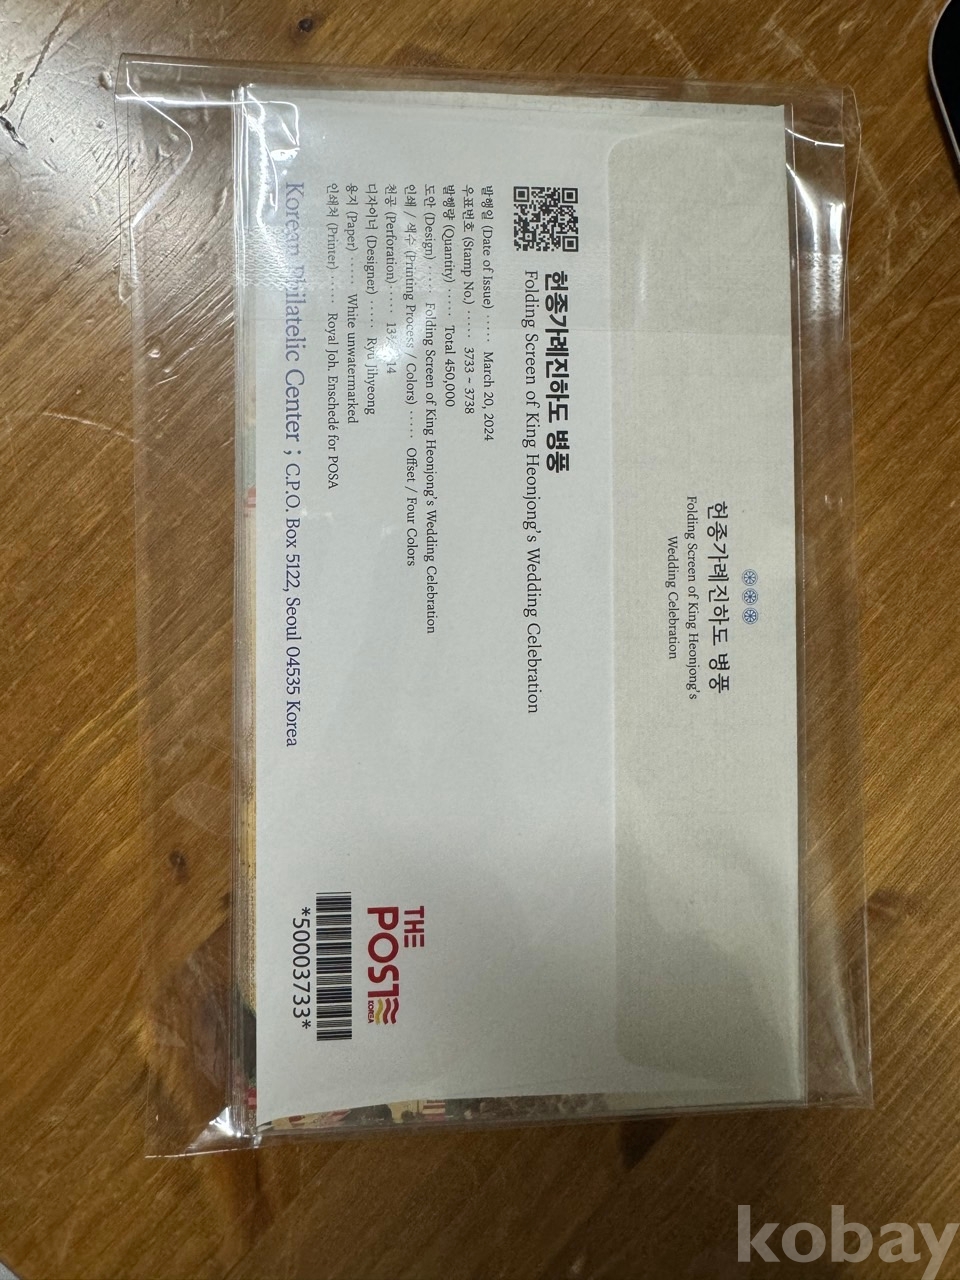 헌종가례진하도 병풍
Folding Screen of King Heonjong's
Wedding Celebration
헌종가례진하도 병풍
Folding Screen of King Heonjong's Wedding Celebration
발행일 (Date of Issue) ····· March 20, 2024
우표번호 (Stamp No.) ····· 3733 – 3738
발행량 (Quantity) ····· Total 450,000
도안 (Design) ····· Folding Screen of King Heonjong's Wedding Celebration
인쇄 / 색수 (Printing Process / Colors) ····· Offset / Four Colors
천공 (Perforation) ····· 14
디자이너 (Designer) ····· Ryu Jihyeong
용지 (Paper) ····· White unwatermarked
인쇄처 (Printer) ····· Royal Joh. Enschedé for POSA
Korean Philatelic Center ; C.P.O. Box 5122, Seoul 04535 Korea
THE
POST
KOREA
*50003733*
kobay